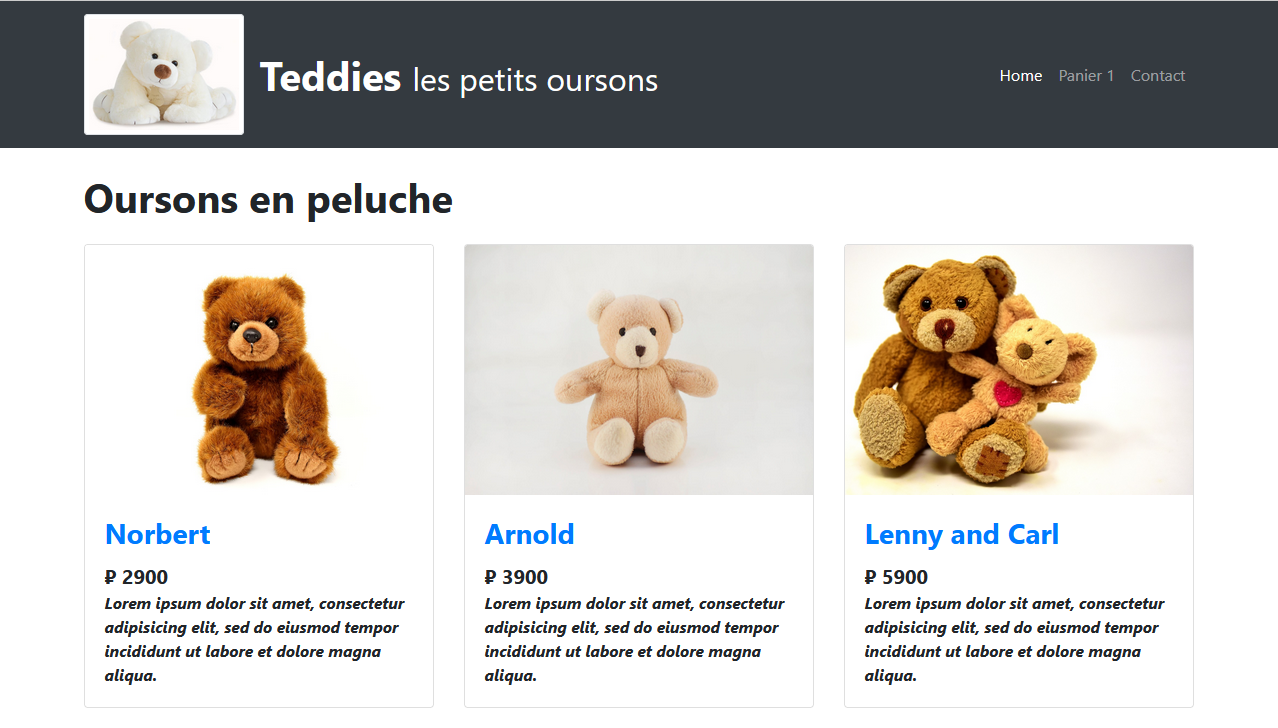 Teddies les petits oursons
Home Panier 1 Contact
Oursons en peluche
Norbert
₽ 2900
Lorem ipsum dolor sit amet, consectetur
adipisicing elit, sed do eiusmod tempor
incididunt ut labore et dolore magna
aliqua.
Arnold
₽ 3900
Lorem ipsum dolor sit amet, consectetur
adipisicing elit, sed do eiusmod tempor
incididunt ut labore et dolore magna
aliqua.
Lenny and Carl
₽ 5900
Lorem ipsum dolor sit amet, consectetur
adipisicing elit, sed do eiusmod tempor
incididunt ut labore et dolore magna
aliqua.